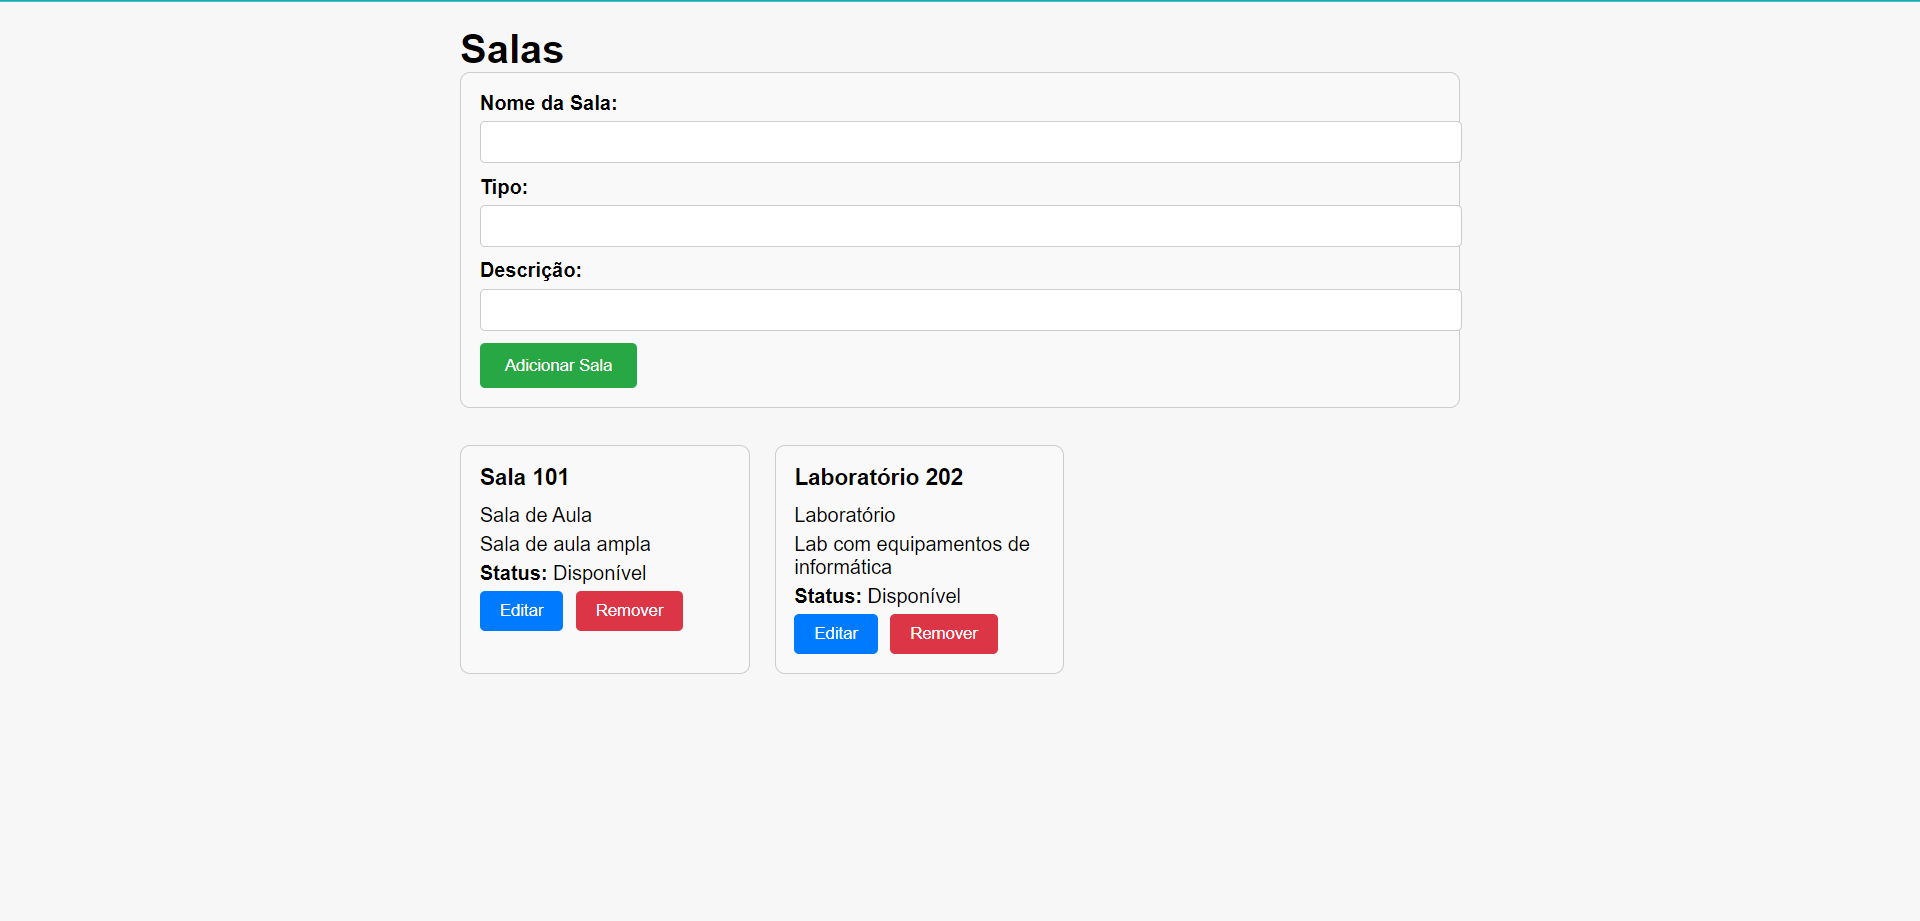 Salas
Nome da Sala:
Tipo:
Descrição:
Adicionar Sala
Sala 101
Sala de Aula
Sala de aula ampla
Status: Disponível
Editar Remover
Laboratório 202
Laboratório
Lab com equipamentos de
informática
Status: Disponível
Editar Remover